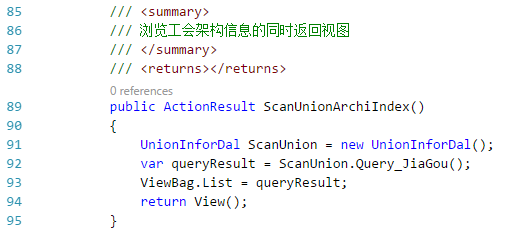 85 /// <summary>
86 /// 浏览工会架构信息的同时返回视图
87 /// </summary>
88 /// <returns></returns>
0 references
89 public ActionResult ScanUnionArchiIndex()
90 {
91 UnionInforDal ScanUnion = new UnionInforDal();
92 var queryResult = ScanUnion.Query_JiaGou();
93 ViewBag.List = queryResult;
94 return View();
95 }